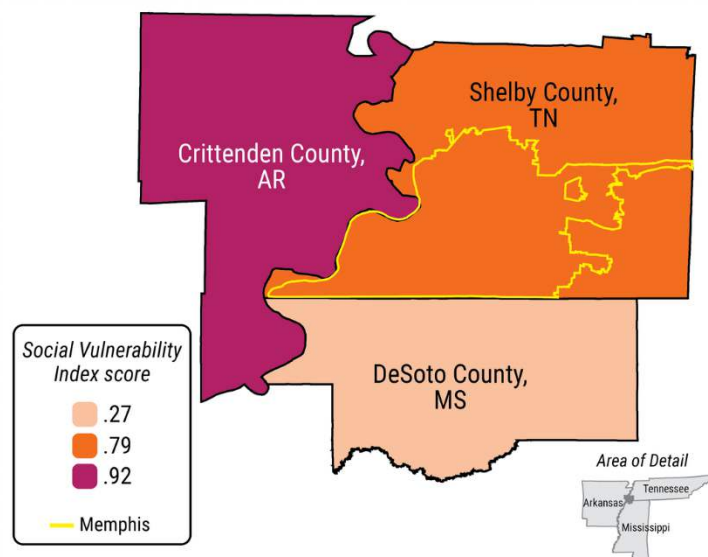 Shelby County,
TN
Crittenden County,
AR
DeSoto County,
MS
Social Vulnerability
Index score
.27
.79
.92
Memphis
Area of Detail
Tennessee
Arkansas
Mississippi